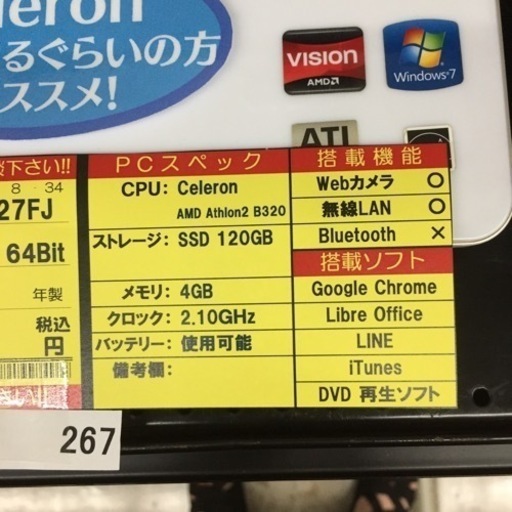 eleron
るぐらいの方
ススメ!
VISION
AMD
Windows 7
ATI
下さい!!
8 34
27FJ
64Bit
年製
税込
円
PCスペック
CPU: Celeron
AMD Athlon2 B320
ストレージ: SSD 120GB
メモリ: 4GB
クロック: 2.10GHz
バッテリー: 使用可能
備考欄:
搭載機能
Webカメラ ○
無線LAN ○
Bluetooth ×
搭載ソフト
Google Chrome
Libre Office
LINE
iTunes
DVD 再生ソフト
267